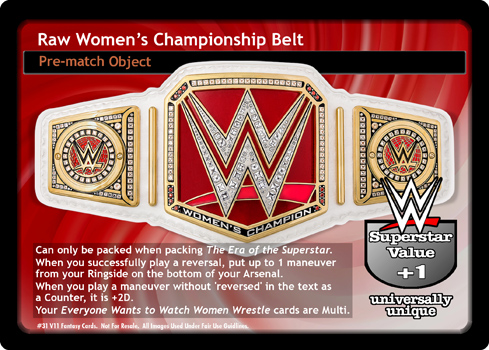 Raw Women's Championship Belt
Pre-match Object
W
W
W
WOMEN'S CHAMPION
W
Superstar
Value
+1
universally
unique
Can only be packed when packing The Era of the Superstar.
When you successfully play a reversal, put up to 1 maneuver
from your Ringside on the bottom of your Arsenal.
When you play a maneuver without 'reversed' in the text as
a Counter, it is +2D.
Your Everyone Wants to Watch Women Wrestle cards are Multi.
#31 V11 Fantasy Cards. Not For Resale. All Images Used Under Fair Use Guidlines.